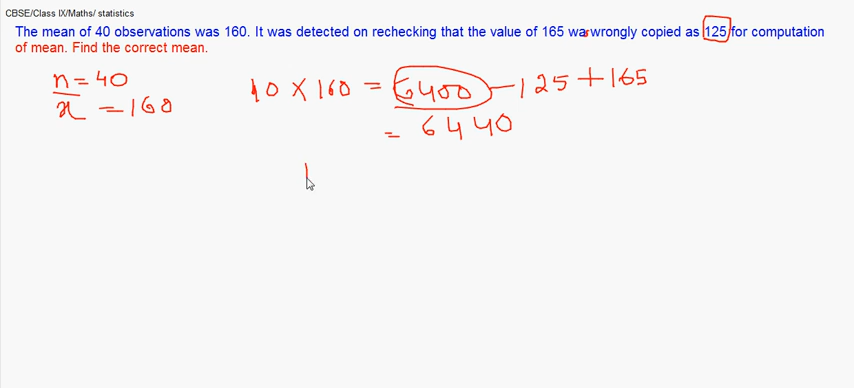 CBSE/Class IX/Maths/ statistics
The mean of 40 observations was 160. It was detected on rechecking that the value of 165 was wrongly copied as 125 for computation
of mean. Find the correct mean.
n = 40
x̄ = 160
40 × 160 = 6400 - 125 + 165
= 6440